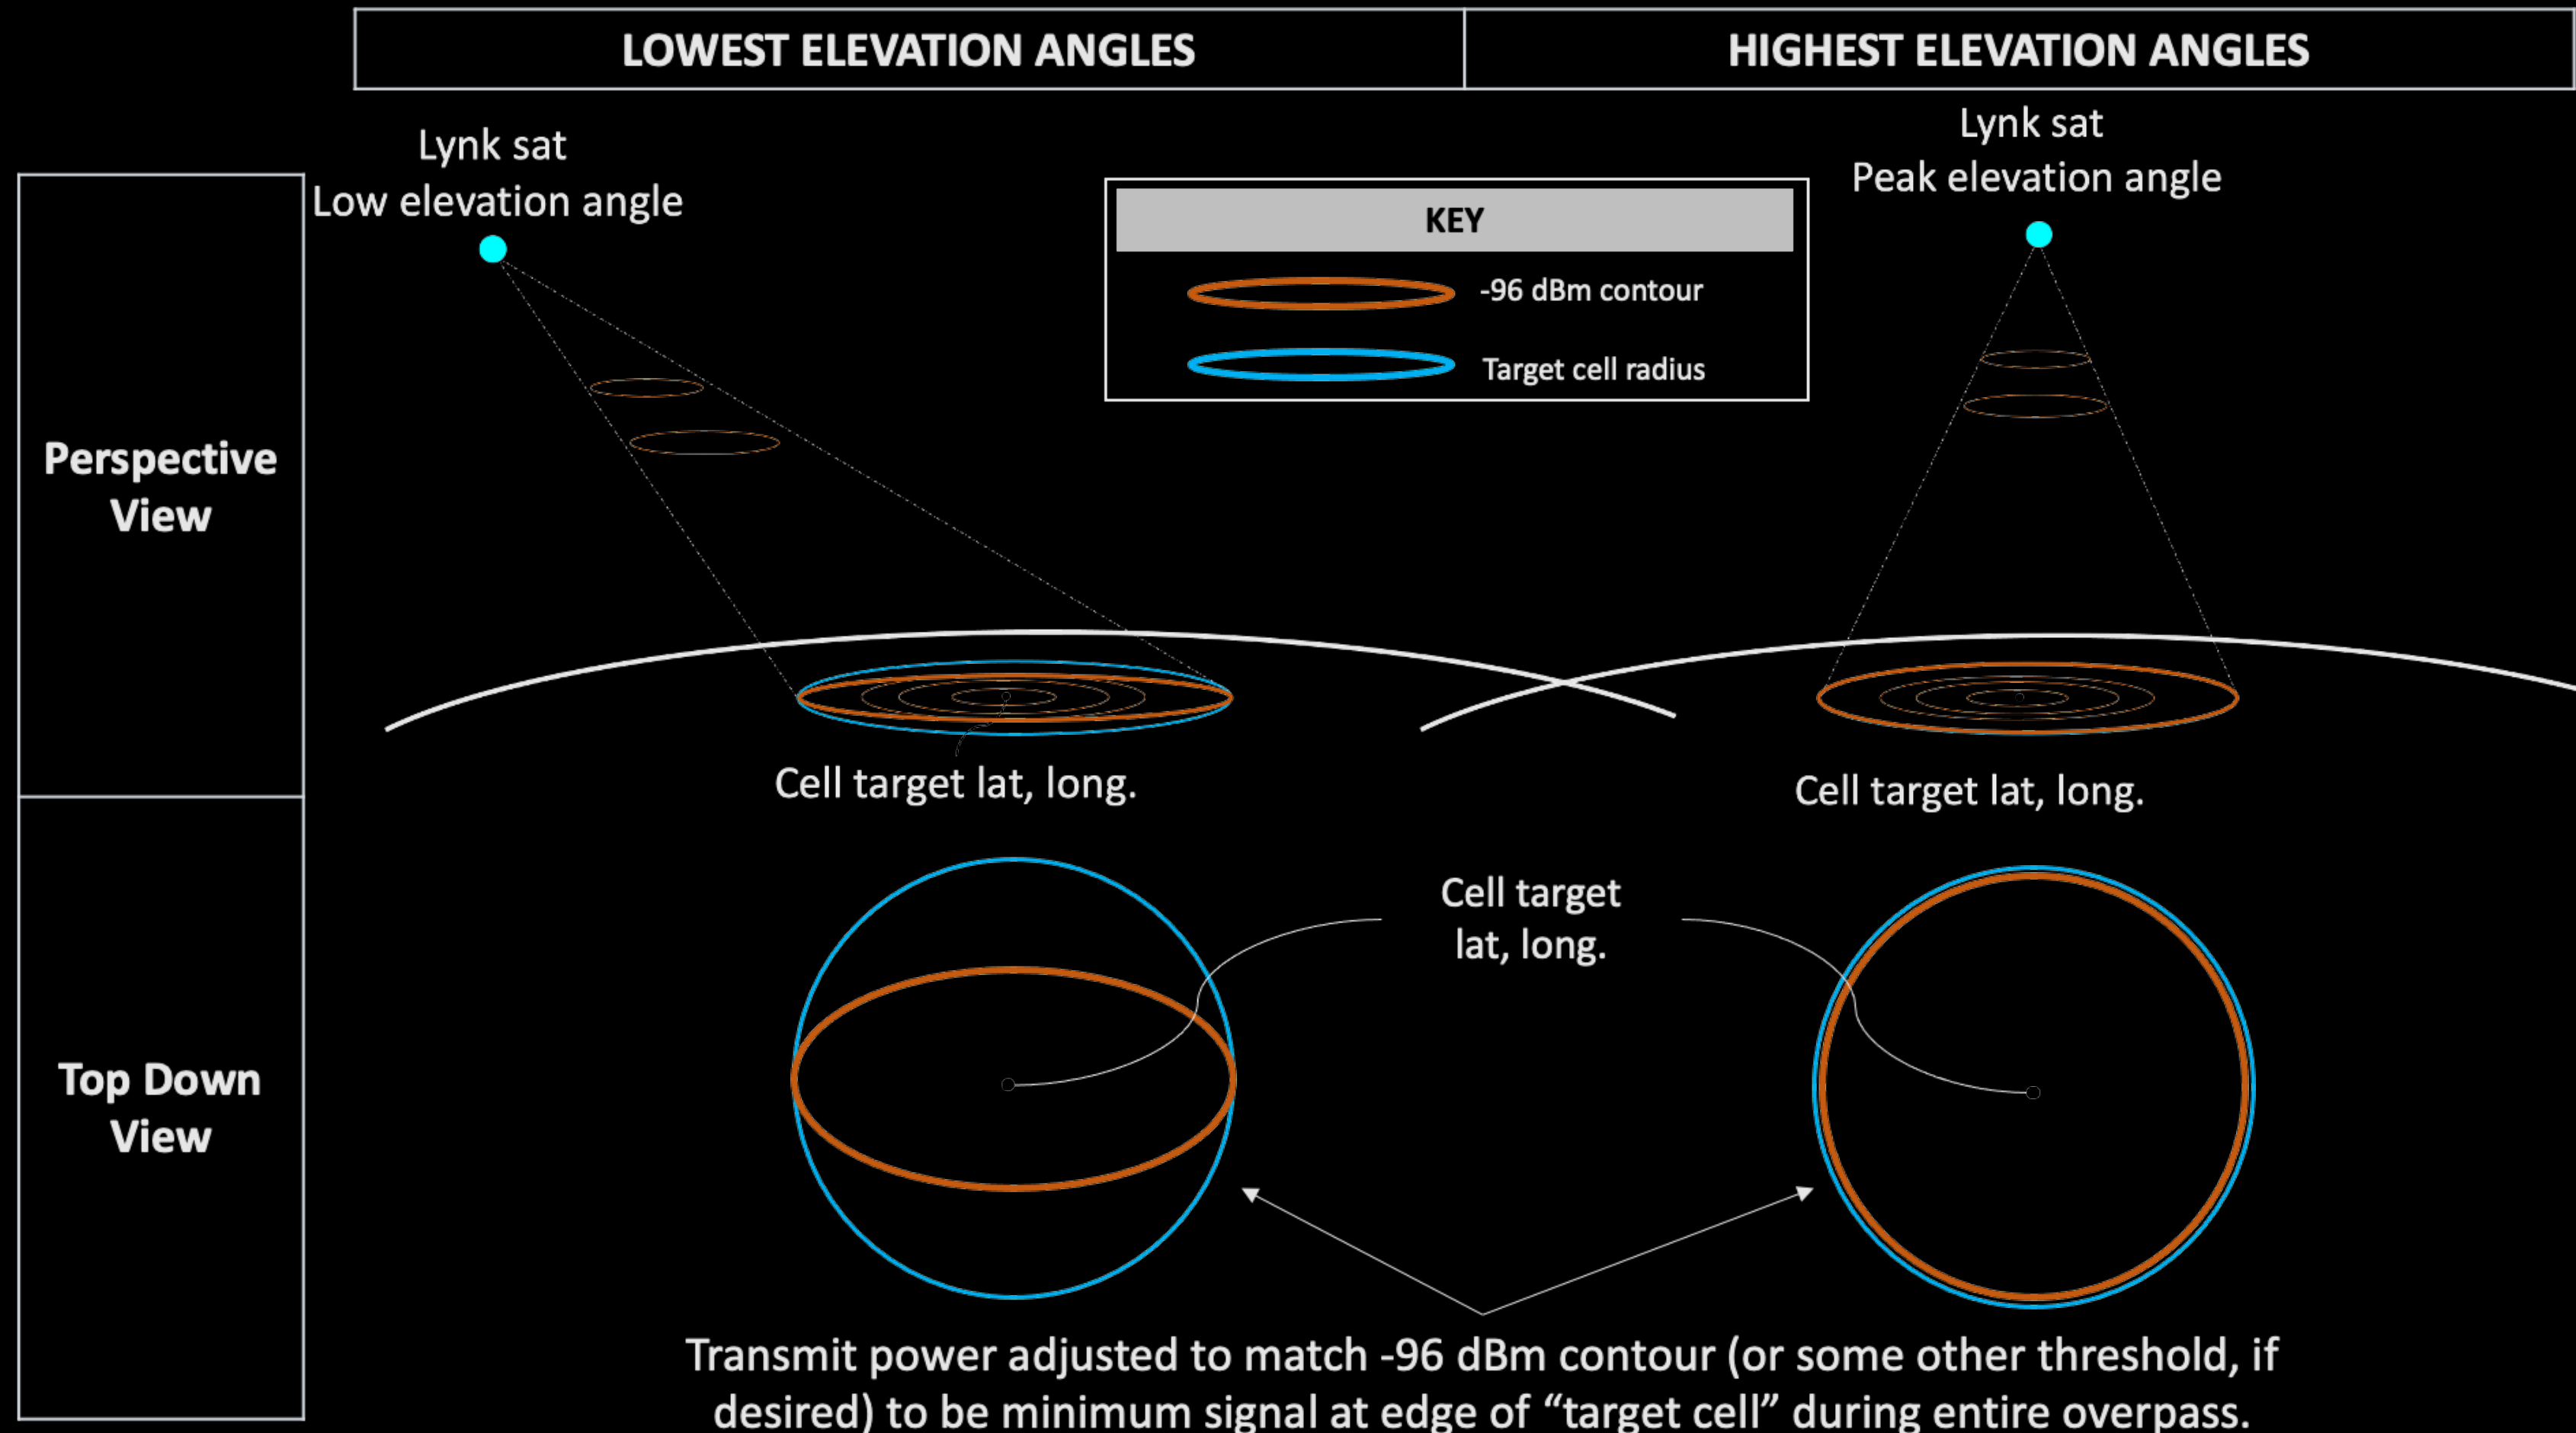 LOWEST ELEVATION ANGLES
HIGHEST ELEVATION ANGLES
Lynk sat
Low elevation angle
KEY
-96 dBm contour
Target cell radius
Lynk sat
Peak elevation angle
Perspective
View
Cell target lat, long.
Cell target lat, long.
Top Down
View
Cell target
lat, long.
Transmit power adjusted to match -96 dBm contour (or some other threshold, if
desired) to be minimum signal at edge of “target cell” during entire overpass.